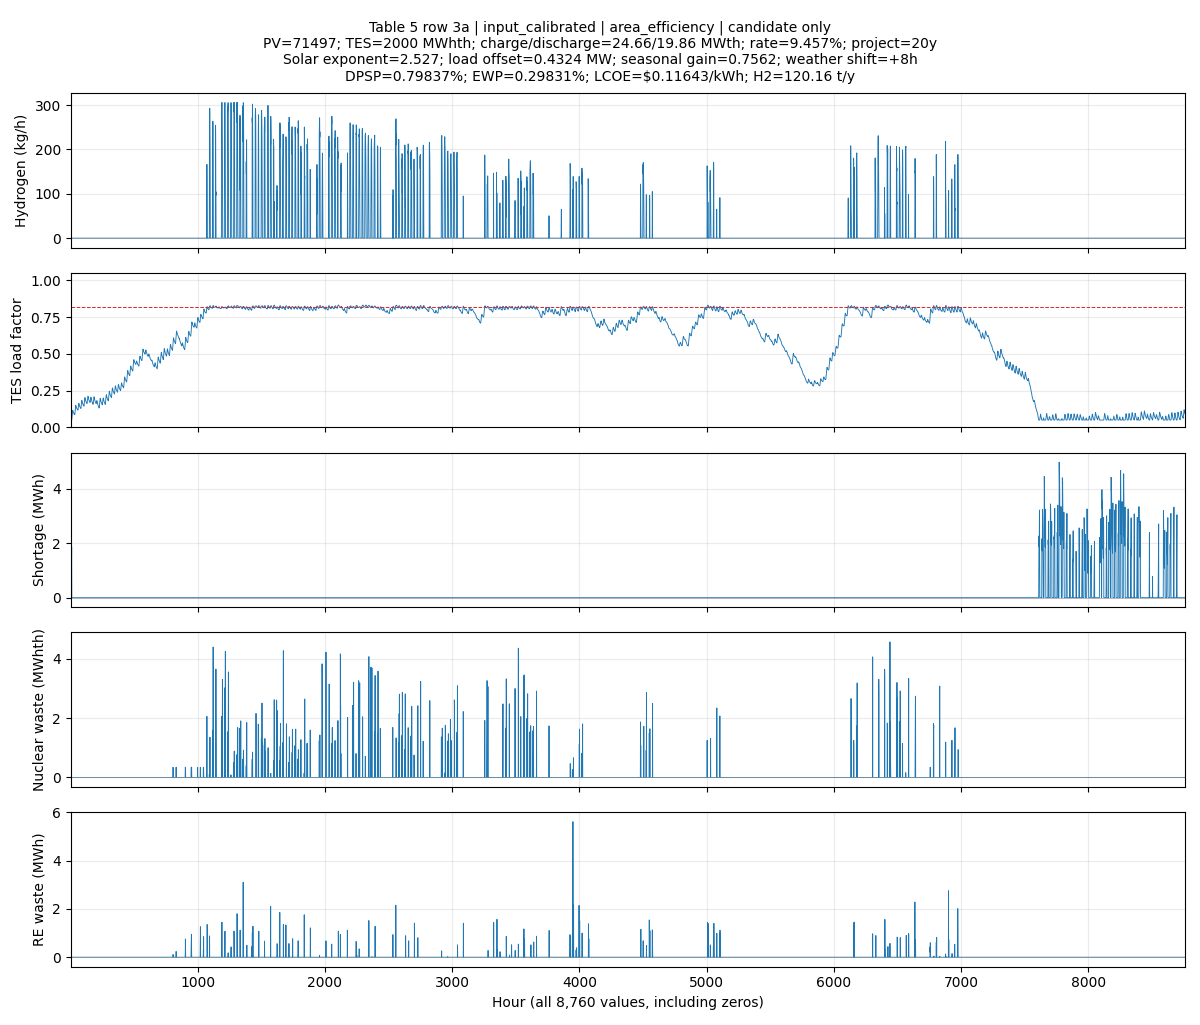 Table 5 row 3a | input_calibrated | area_efficiency | candidate only
PV=71497; TES=2000 MWhth; charge/discharge=24.66/19.86 MWth; rate=9.457%; project=20y
Solar exponent=2.527; load offset=0.4324 MW; seasonal gain=0.7562; weather shift=+8h
DPSP=0.79837%; EWP=0.29831%; LCOE=$0.11643/kWh; H2=120.16 t/y
Hydrogen (kg/h)
300
200
100
0
TES load factor
1.00
0.75
0.50
0.25
0.00
Shortage (MWh)
4
2
0
Nuclear waste (MWhth)
4
2
0
RE waste (MWh)
6
4
2
0
1000 2000 3000 4000 5000 6000 7000 8000
Hour (all 8,760 values, including zeros)